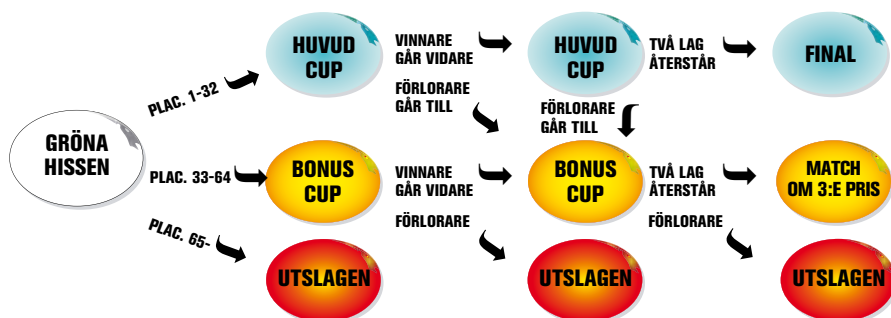 HUVUD
CUP
VINNARE
GÅR VIDARE
HUVUD
CUP
TVÅ LAG
ÅTERSTÅR
FINAL
PLAC. 1-32
FÖRLORARE
GÅR TILL
FÖRLORARE
GÅR TILL
GRÖNA
HISSEN
PLAC. 33-64
BONUS
CUP
VINNARE
GÅR VIDARE
BONUS
CUP
TVÅ LAG
ÅTERSTÅR
MATCH
OM 3:E PRIS
FÖRLORARE
FÖRLORARE
PLAC. 65-
UTSLAGEN
UTSLAGEN
UTSLAGEN